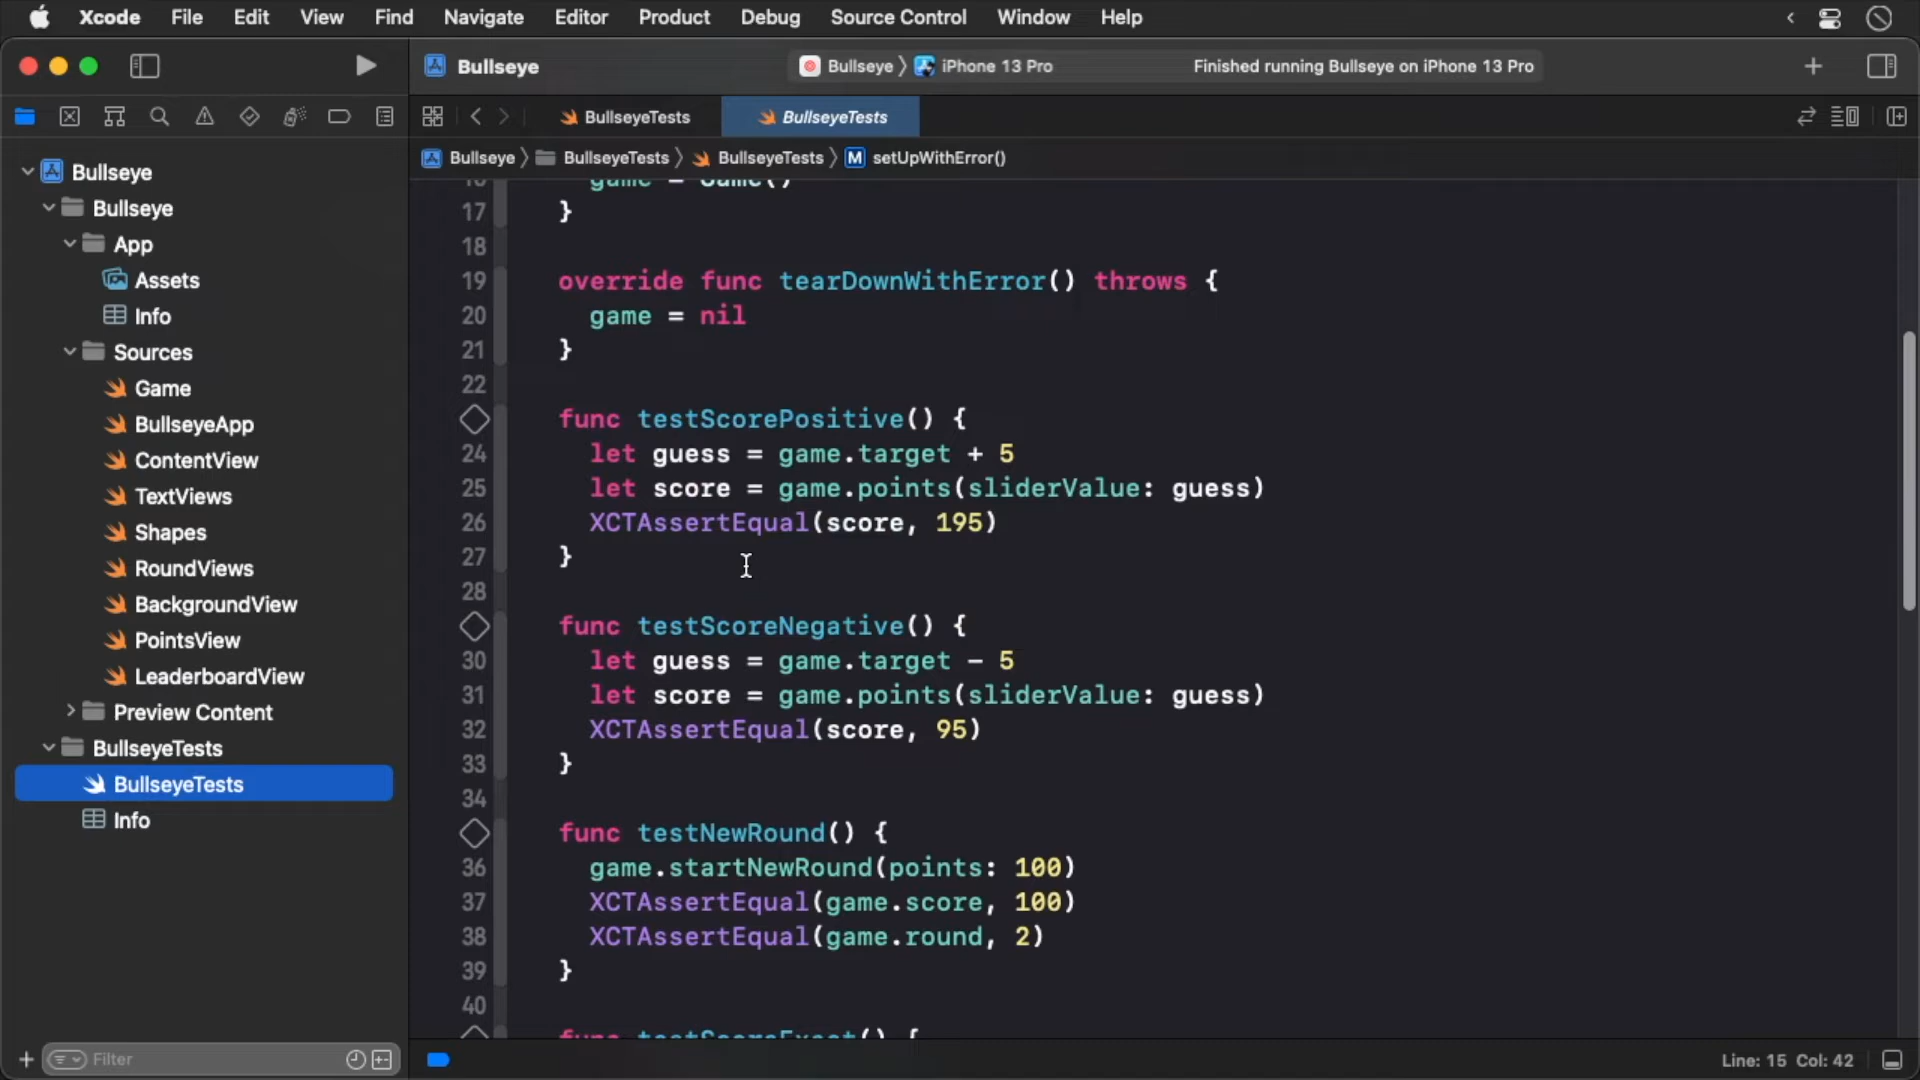 Xcode File Edit View Find Navigate Editor Product Debug Source Control Window Help
Bullseye
Bullseye 〉 iPhone 13 Pro
Finished running Bullseye on iPhone 13 Pro
BullseyeTests
BullseyeTests
Bullseye 〉 BullseyeTests 〉 BullseyeTests 〉 M setUpWithError()
Bullseye
Bullseye
App
Assets
Info
Sources
Game
BullseyeApp
ContentView
TextViews
Shapes
RoundViews
BackgroundView
PointsView
LeaderboardView
Preview Content
BullseyeTests
BullseyeTests
Info
Filter
16 game = Game()
17 }
18
19 override func tearDownWithError() throws {
20 game = nil
21 }
22
func testScorePositive() {
24 let guess = game.target + 5
25 let score = game.points(sliderValue: guess)
26 XCTAssertEqual(score, 195)
27 }
28
func testScoreNegative() {
30 let guess = game.target - 5
31 let score = game.points(sliderValue: guess)
32 XCTAssertEqual(score, 95)
33 }
34
func testNewRound() {
36 game.startNewRound(points: 100)
37 XCTAssertEqual(game.score, 100)
38 XCTAssertEqual(game.round, 2)
39 }
40
func testScoreExact() {
Line: 15 Col: 42